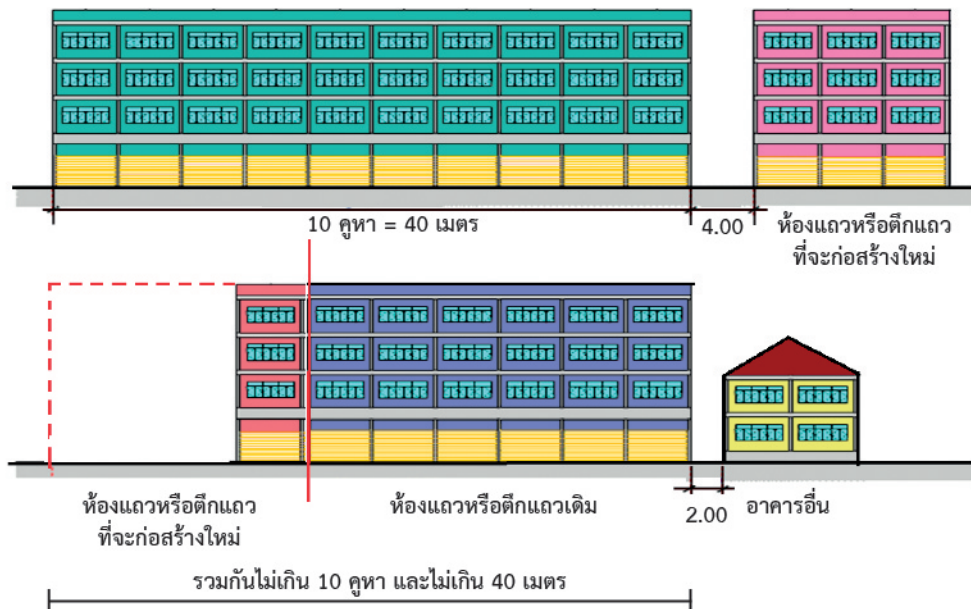 10 คูหา = 40 เมตร
4.00
ห้องแถวหรือตึกแถว
ที่จะก่อสร้างใหม่
ห้องแถวหรือตึกแถว
ที่จะก่อสร้างใหม่
ห้องแถวหรือตึกแถวเดิม
2.00
อาคารอื่น
รวมกันไม่เกิน 10 คูหา และไม่เกิน 40 เมตร